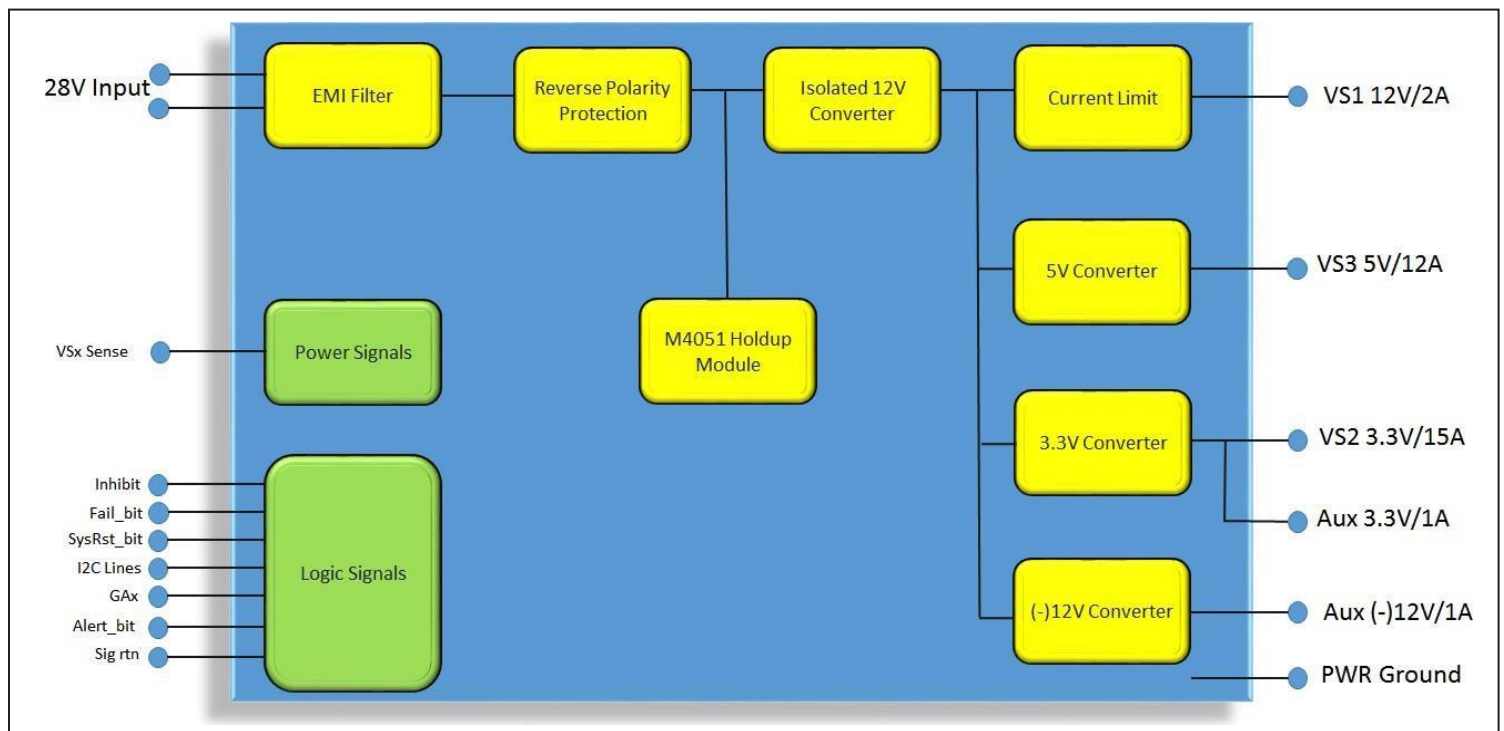 28V Input
EMI Filter
Reverse Polarity
Protection
Isolated 12V
Converter
Current Limit
VS1 12V/2A
5V Converter
VS3 5V/12A
VSx Sense
Power Signals
M4051 Holdup
Module
3.3V Converter
VS2 3.3V/15A
Aux 3.3V/1A
Inhibit
Fail_bit
SysRst_bit
I2C Lines
GAx
Alert_bit
Sig rtn
Logic Signals
(-)12V Converter
Aux (-)12V/1A
PWR Ground